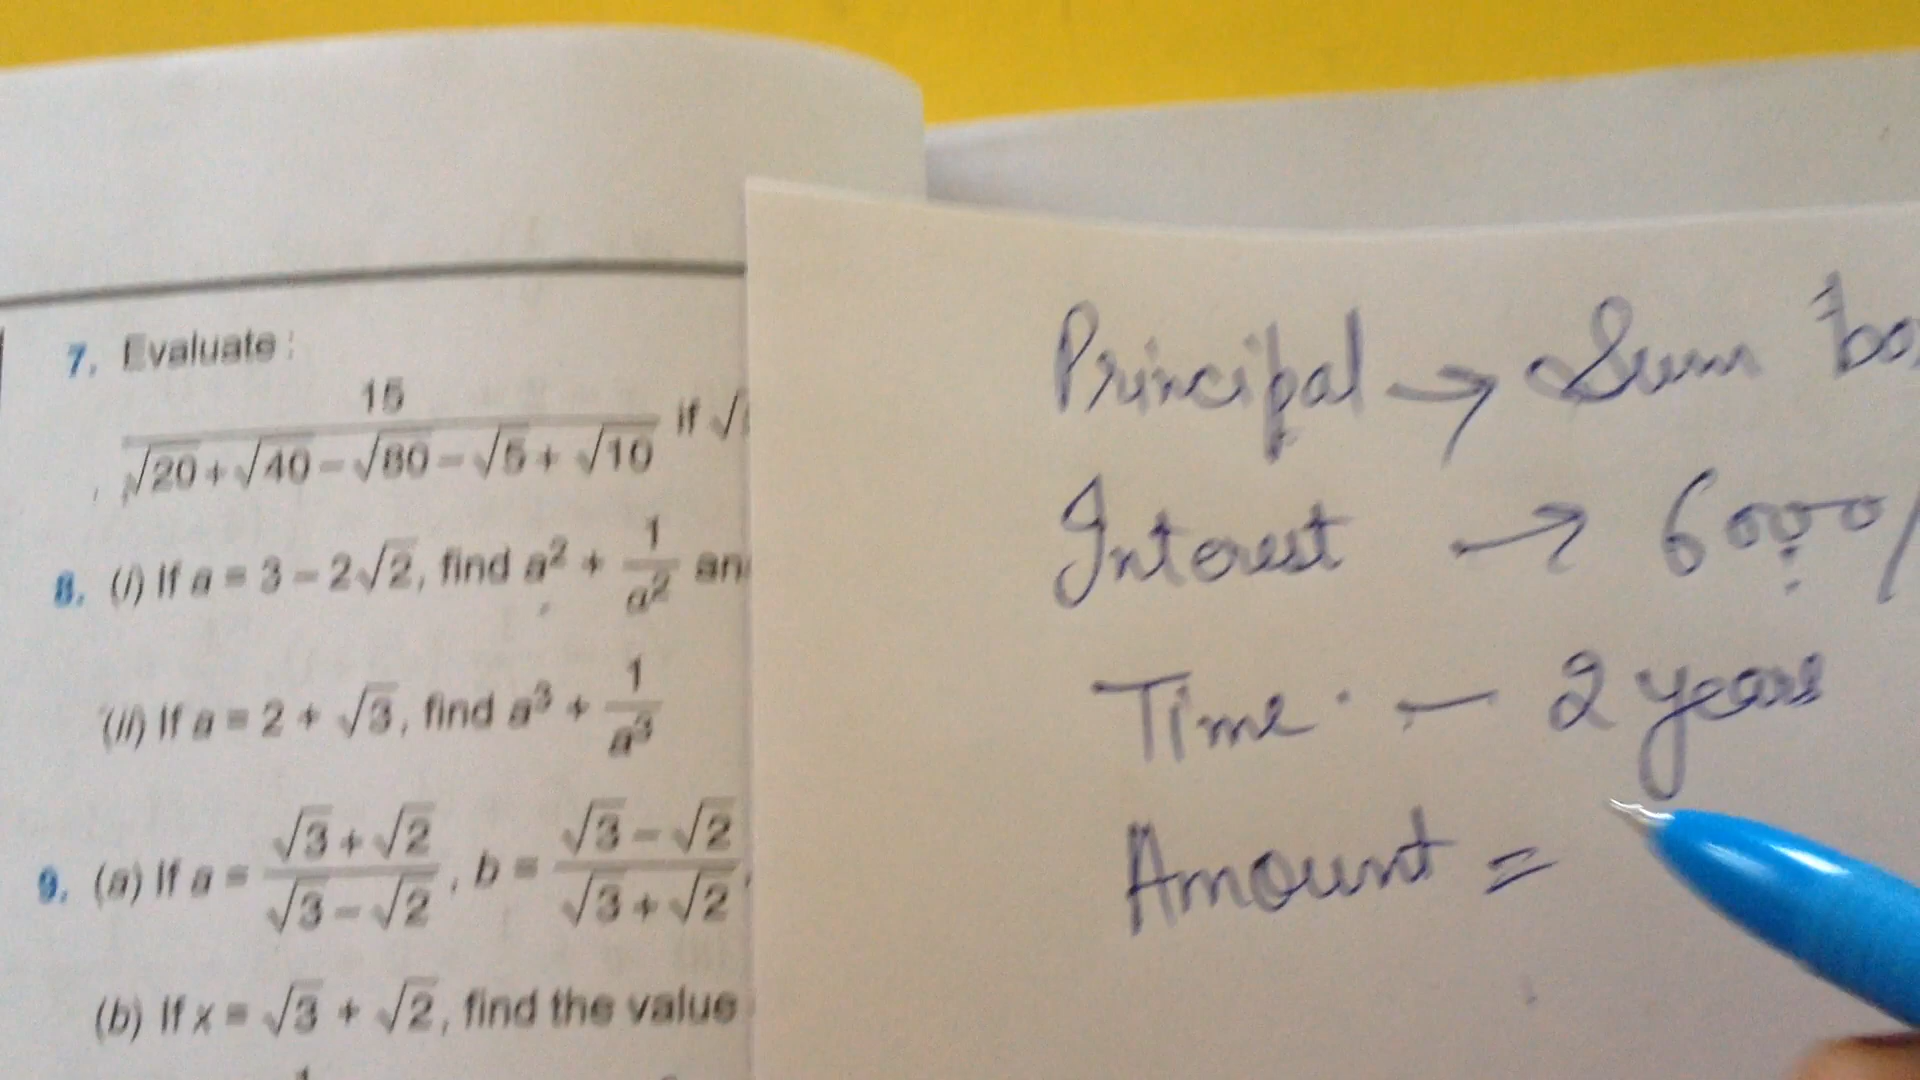 7. Evaluate :
15
√20 + √40 − √80 − √5 + √10 if √
8. (i) If a = 3 − 2√2, find a² + 1/a² an
(ii) If a = 2 + √3, find a³ + 1/a³
9. (a) If a = (√3 + √2)/(√3 − √2), b = (√3 − √2)/(√3 + √2)
(b) If x = √3 + √2, find the value
Principal → Sum
Interest → 6000/
Time - 2 years
Amount =